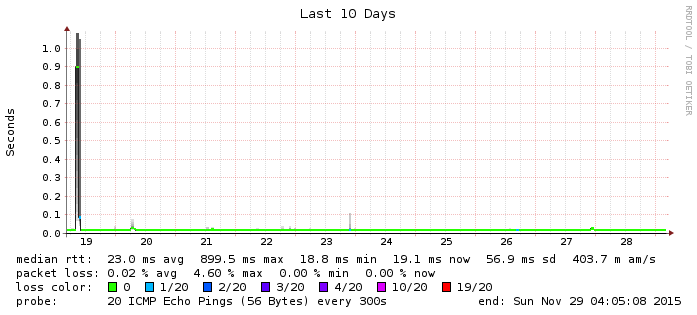 Last 10 Days
RRDTOOL / TOBI OETIKER
Seconds
1.0
0.9
0.8
0.7
0.6
0.5
0.4
0.3
0.2
0.1
0.0
19 20 21 22 23 24 25 26 27 28
median rtt: 23.0 ms avg 899.5 ms max 18.8 ms min 19.1 ms now 56.9 ms sd 403.7 m am/s
packet loss: 0.02 % avg 4.60 % max 0.00 % min 0.00 % now
loss color: 0 1/20 2/20 3/20 4/20 10/20 19/20
probe: 20 ICMP Echo Pings (56 Bytes) every 300s end: Sun Nov 29 04:05:08 2015